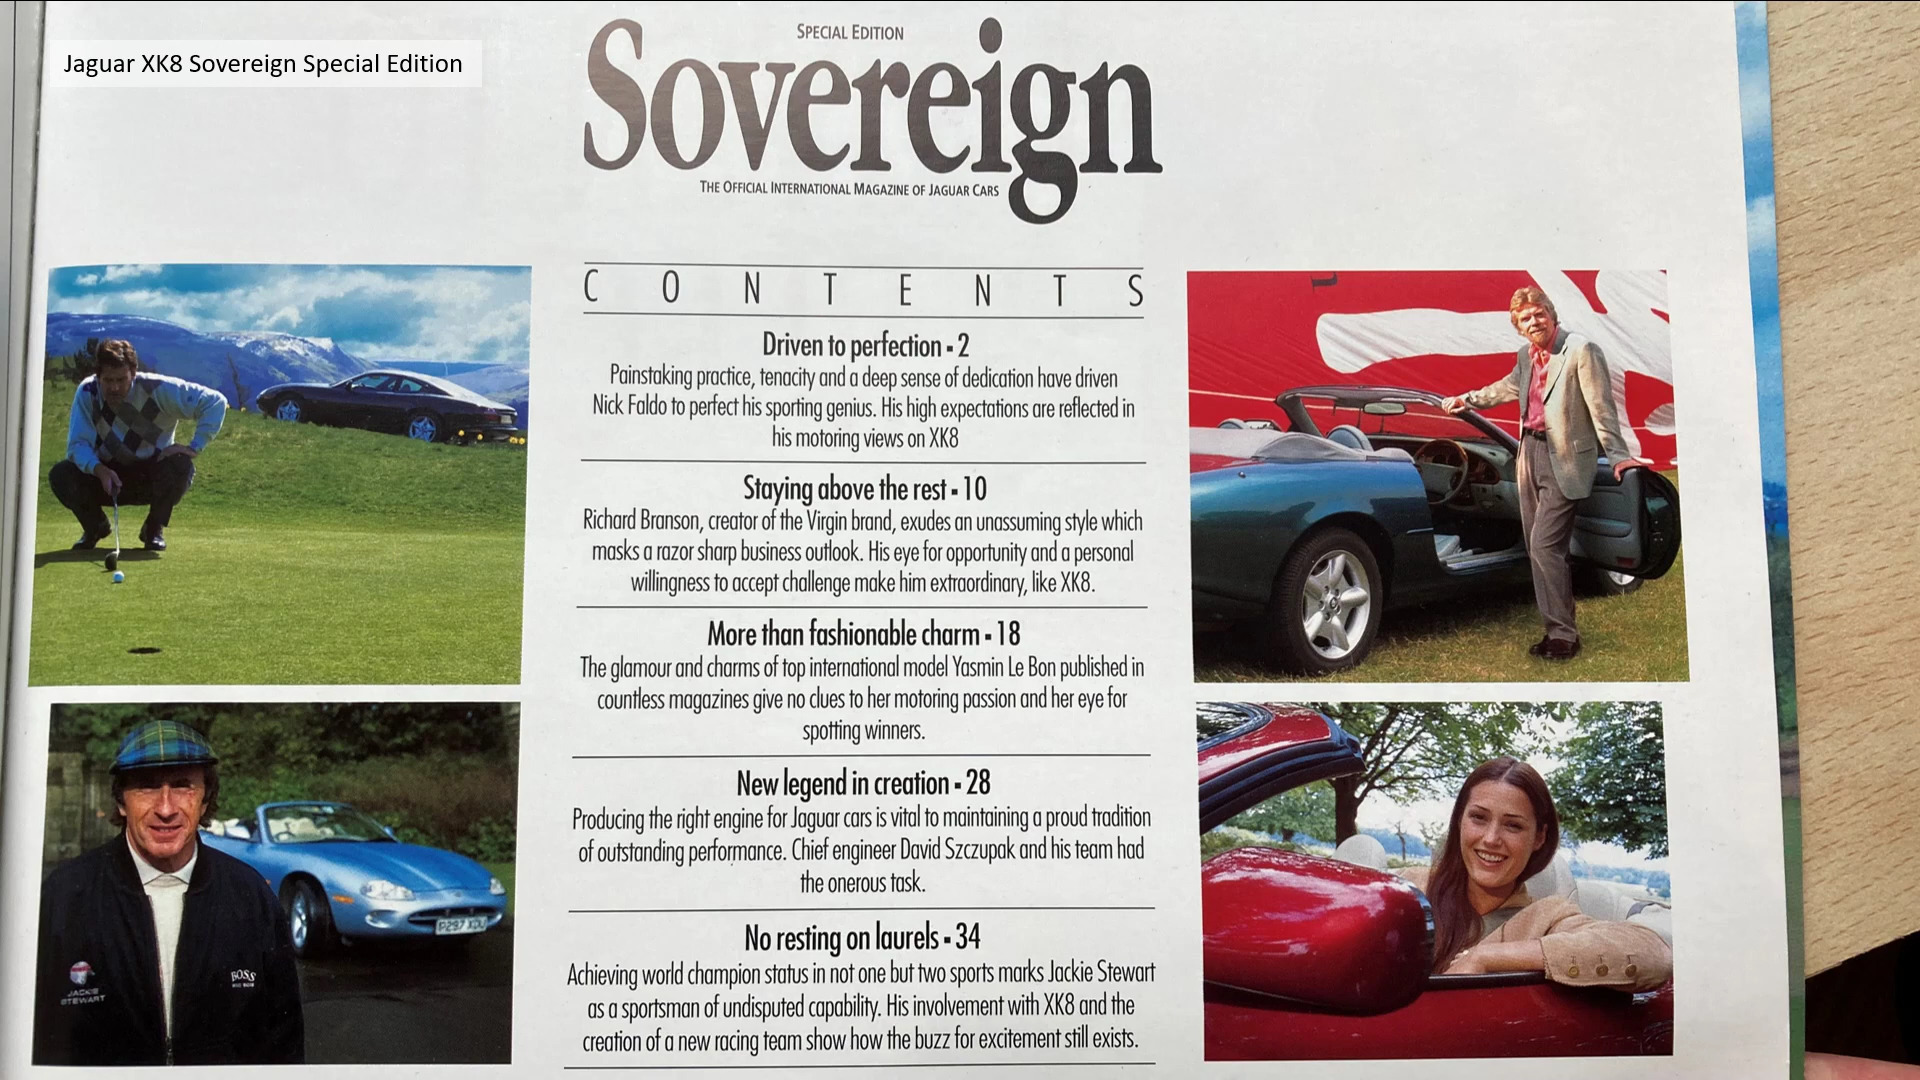 Jaguar XK8 Sovereign Special Edition
SPECIAL EDITION
Sovereign
THE OFFICIAL INTERNATIONAL MAGAZINE OF JAGUAR CARS
CONTENTS
Driven to perfection - 2
Painstaking practice, tenacity and a deep sense of dedication have driven
Nick Faldo to perfect his sporting genius. His high expectations are reflected in
his motoring views on XK8
Staying above the rest - 10
Richard Branson, creator of the Virgin brand, exudes an unassuming style which
masks a razor sharp business outlook. His eye for opportunity and a personal
willingness to accept challenge make him extraordinary, like XK8.
More than fashionable charm - 18
The glamour and charms of top international model Yasmin Le Bon published in
countless magazines give no clues to her motoring passion and her eye for
spotting winners.
New legend in creation - 28
Producing the right engine for Jaguar cars is vital to maintaining a proud tradition
of outstanding performance. Chief engineer David Szczupak and his team had
the onerous task.
No resting on laurels - 34
Achieving world champion status in not one but two sports marks Jackie Stewart
as a sportsman of undisputed capability. His involvement with XK8 and the
creation of a new racing team show how the buzz for excitement still exists.
P297 XDU
BOSS
JACKIE
STEWART